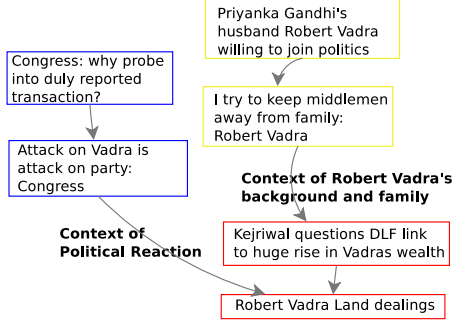 Priyanka Gandhi's
husband Robert Vadra
willing to join politics
Congress: why probe
into duly reported
transaction?
I try to keep middlemen
away from family:
Robert Vadra
Attack on Vadra is
attack on party:
Congress
Context of Robert Vadra's
background and family
Context of
Political Reaction
Kejriwal questions DLF link
to huge rise in Vadras wealth
Robert Vadra Land dealings